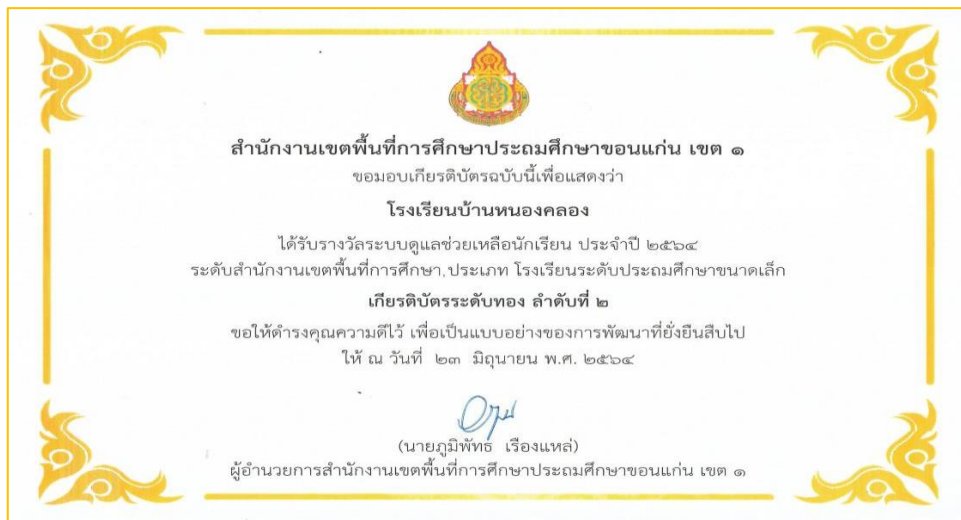 สำนักงานเขตพื้นที่การศึกษาประถมศึกษาขอนแก่น เขต ๑
ขอมอบเกียรติบัตรฉบับนี้เพื่อแสดงว่า
โรงเรียนบ้านหนองคลอง
ได้รับรางวัลระบบดูแลช่วยเหลือนักเรียน ประจำปี ๒๕๖๔
ระดับสำนักงานเขตพื้นที่การศึกษา ประเภท โรงเรียนระดับประถมศึกษาขนาดเล็ก
เกียรติบัตรระดับทอง ลำดับที่ ๒
ขอให้ดำรงคุณความดีไว้ เพื่อเป็นแบบอย่างของการพัฒนาที่ยั่งยืนสืบไป
ให้ ณ วันที่ ๒๓ มิถุนายน พ.ศ. ๒๕๖๔
(นายภูมิพัทธ เรืองแหล่)
ผู้อำนวยการสำนักงานเขตพื้นที่การศึกษาประถมศึกษาขอนแก่น เขต ๑